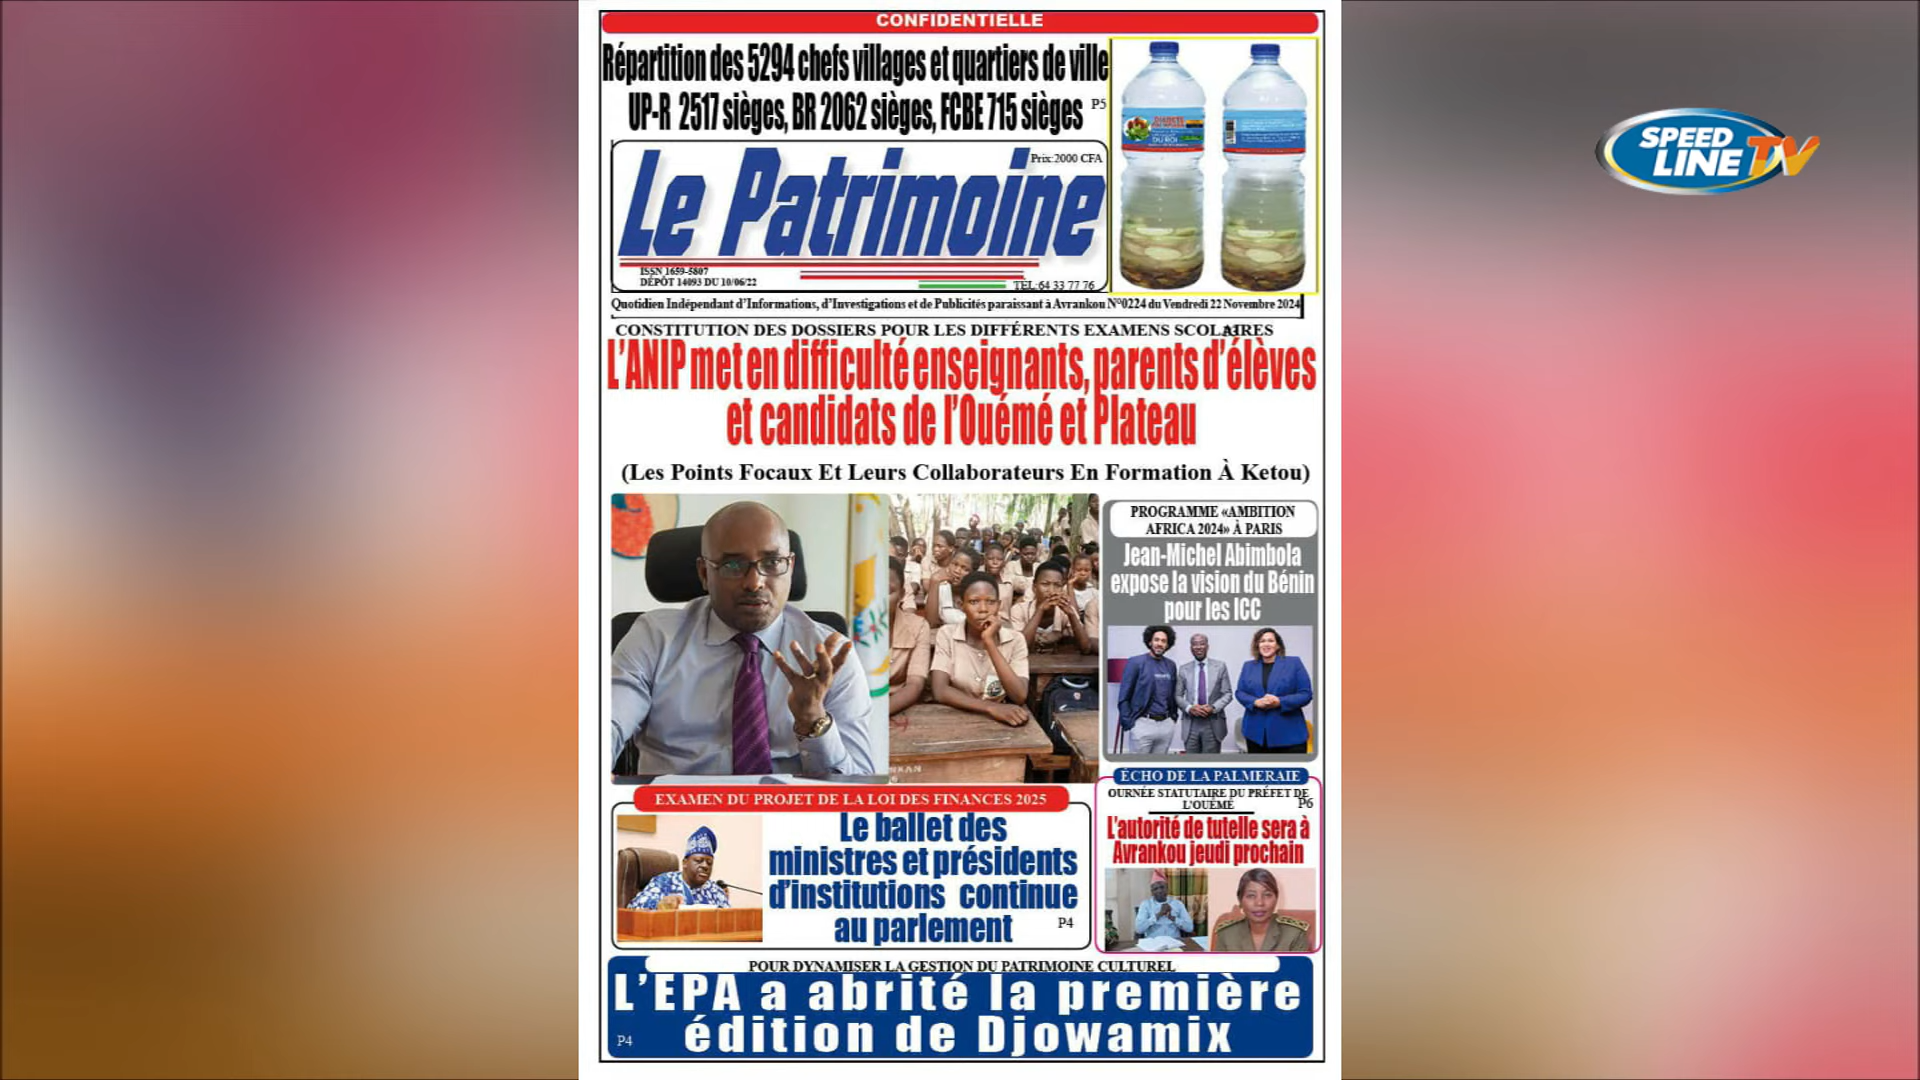 CONFIDENTIELLE
Répartition des 5294 chefs villages et quartiers de ville
UP-R 2517 sièges, BR 2062 sièges, FCBE 715 sièges P5
SPEED
LINE TV
Prix:2000 CFA
Le Patrimoine
ISSN 1659-5807
DÉPÔT 14093 DU 10/06/22
TÈL:64 33 77 76
Quotidien Indépendant d'Informations, d'Investigations et de Publicités paraissant à Avrankou N°0224 du Vendredi 22 Novembre 2024
CONSTITUTION DES DOSSIERS POUR LES DIFFÉRENTS EXAMENS SCOLAIRES
L'ANIP met en difficulté enseignants, parents d'élèves
et candidats de l'Ouémé et Plateau
(Les Points Focaux Et Leurs Collaborateurs En Formation À Ketou)
PROGRAMME «AMBITION
AFRICA 2024» À PARIS
Jean-Michel Abimbola
expose la vision du Bénin
pour les ICC
ÈCHO DE LA PALMERAIE
OURNÉE STATUTAIRE DU PRÉFET DE
L'OUÉMÉ P6
L'autorité de tutelle sera à
Avrankou jeudi prochain
EXAMEN DU PROJET DE LA LOI DES FINANCES 2025
Le ballet des
ministres et présidents
d'institutions continue
au parlement P4
POUR DYNAMISER LA GESTION DU PATRIMOINE CULTUREL
L'EPA a abrité la première
édition de Djowamix
P4